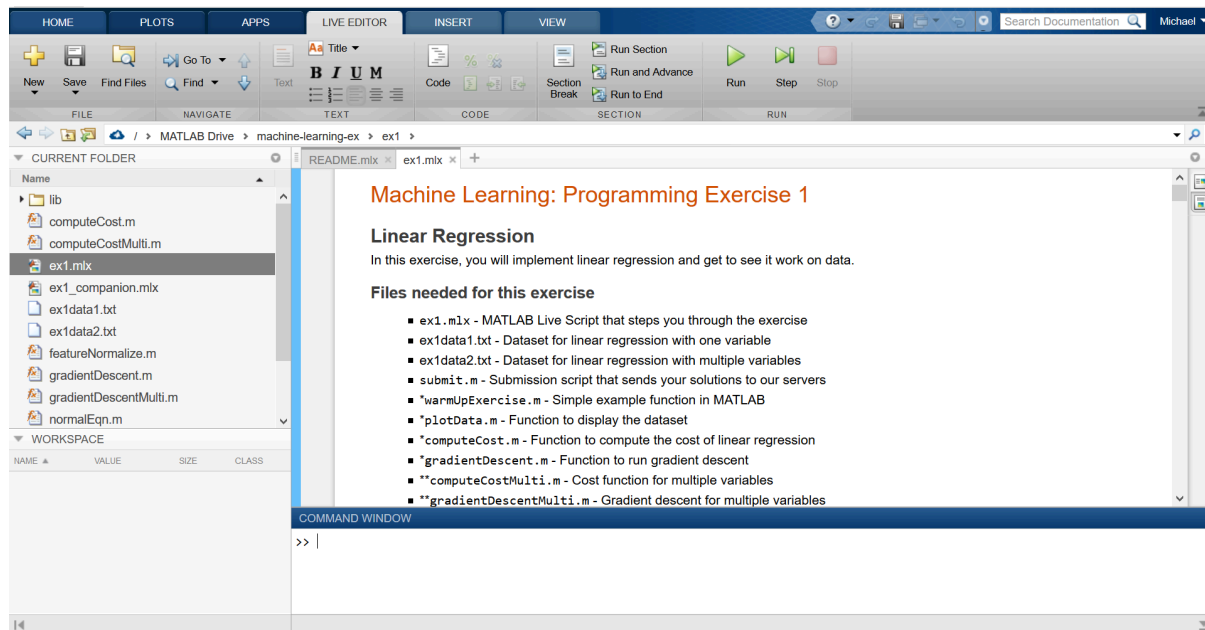 HOME PLOTS APPS LIVE EDITOR INSERT VIEW Search Documentation Michael
New Save Find Files Go To Find Text
Title
B I U M
Code
Section Break
Run Section
Run and Advance
Run to End
Run Step Stop
FILE NAVIGATE TEXT CODE SECTION RUN
/ › MATLAB Drive › machine-learning-ex › ex1 ›
CURRENT FOLDER
Name
lib
computeCost.m
computeCostMulti.m
ex1.mlx
ex1_companion.mlx
ex1data1.txt
ex1data2.txt
featureNormalize.m
gradientDescent.m
gradientDescentMulti.m
normalEqn.m
WORKSPACE
NAME VALUE SIZE CLASS
README.mlx × ex1.mlx × +
Machine Learning: Programming Exercise 1
Linear Regression
In this exercise, you will implement linear regression and get to see it work on data.
Files needed for this exercise
ex1.mlx - MATLAB Live Script that steps you through the exercise
ex1data1.txt - Dataset for linear regression with one variable
ex1data2.txt - Dataset for linear regression with multiple variables
submit.m - Submission script that sends your solutions to our servers
*warmUpExercise.m - Simple example function in MATLAB
*plotData.m - Function to display the dataset
*computeCost.m - Function to compute the cost of linear regression
*gradientDescent.m - Function to run gradient descent
**computeCostMulti.m - Cost function for multiple variables
**gradientDescentMulti.m - Gradient descent for multiple variables
COMMAND WINDOW
>>